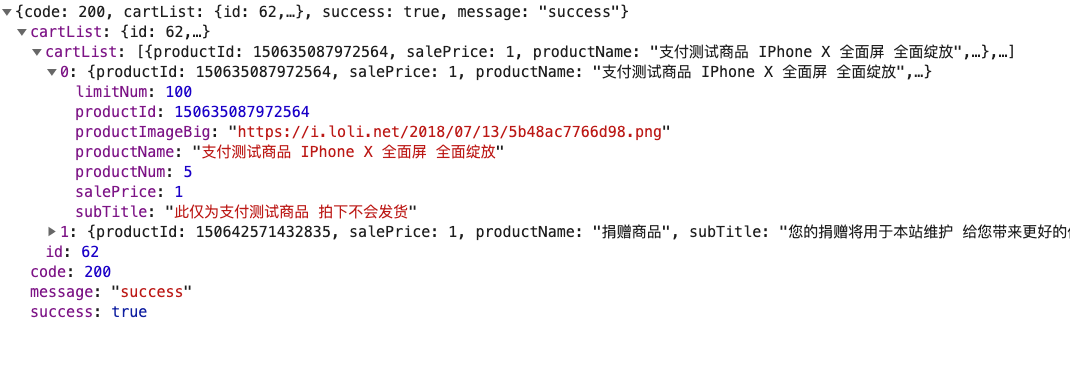 {code: 200, cartList: {id: 62,…}, success: true, message: "success"}
cartList: {id: 62,…}
cartList: [{productId: 150635087972564, salePrice: 1, productName: "支付测试商品 IPhone X 全面屏 全面绽放",…},…]
0: {productId: 150635087972564, salePrice: 1, productName: "支付测试商品 IPhone X 全面屏 全面绽放",…}
limitNum: 100
productId: 150635087972564
productImageBig: "https://i.loli.net/2018/07/13/5b48ac7766d98.png"
productName: "支付测试商品 IPhone X 全面屏 全面绽放"
productNum: 5
salePrice: 1
subTitle: "此仅为支付测试商品 拍下不会发货"
1: {productId: 150642571432835, salePrice: 1, productName: "捐赠商品", subTitle: "您的捐赠将用于本站维护 给您带来更好的
id: 62
code: 200
message: "success"
success: true